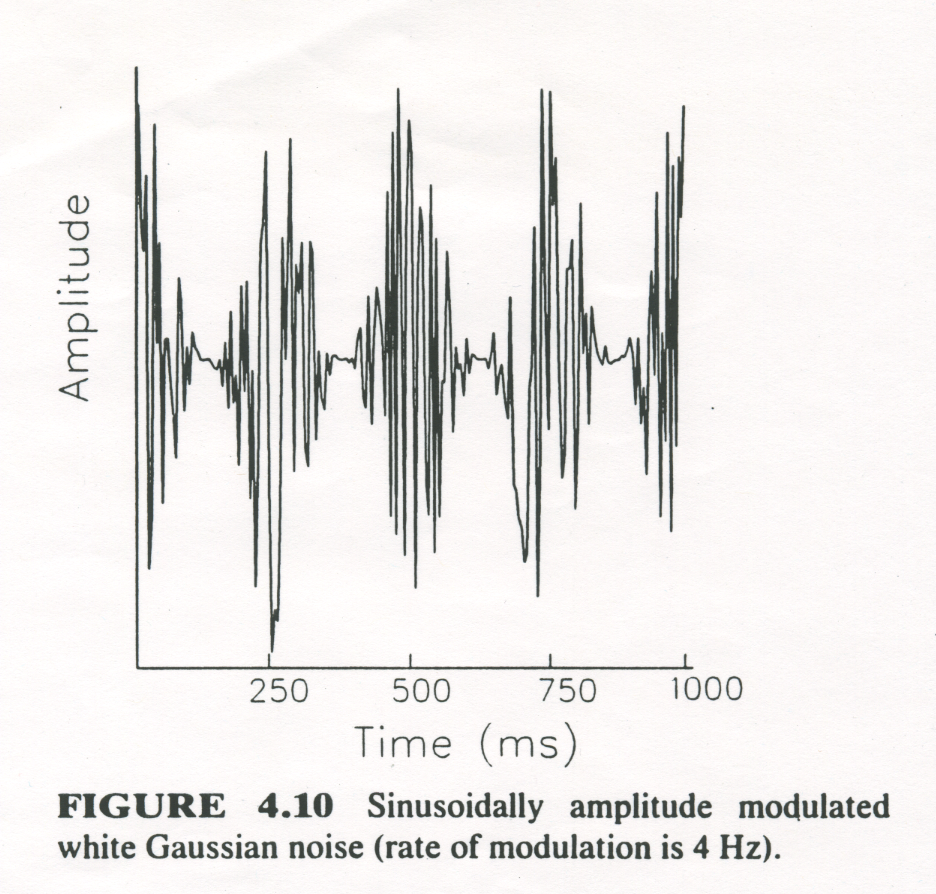 Amplitude
250 500 750 1000
Time (ms)
FIGURE 4.10 Sinusoidally amplitude modulated
white Gaussian noise (rate of modulation is 4 Hz).